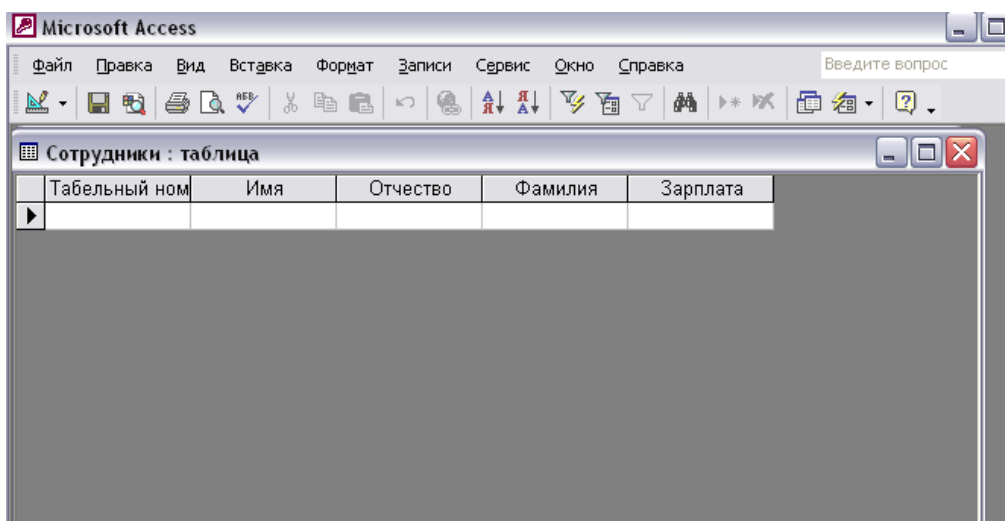 Microsoft Access
Файл Правка Вид Вставка Формат Записи Сервис Окно Справка Введите вопрос
Сотрудники : таблица
Табельный ном Имя Отчество Фамилия Зарплата